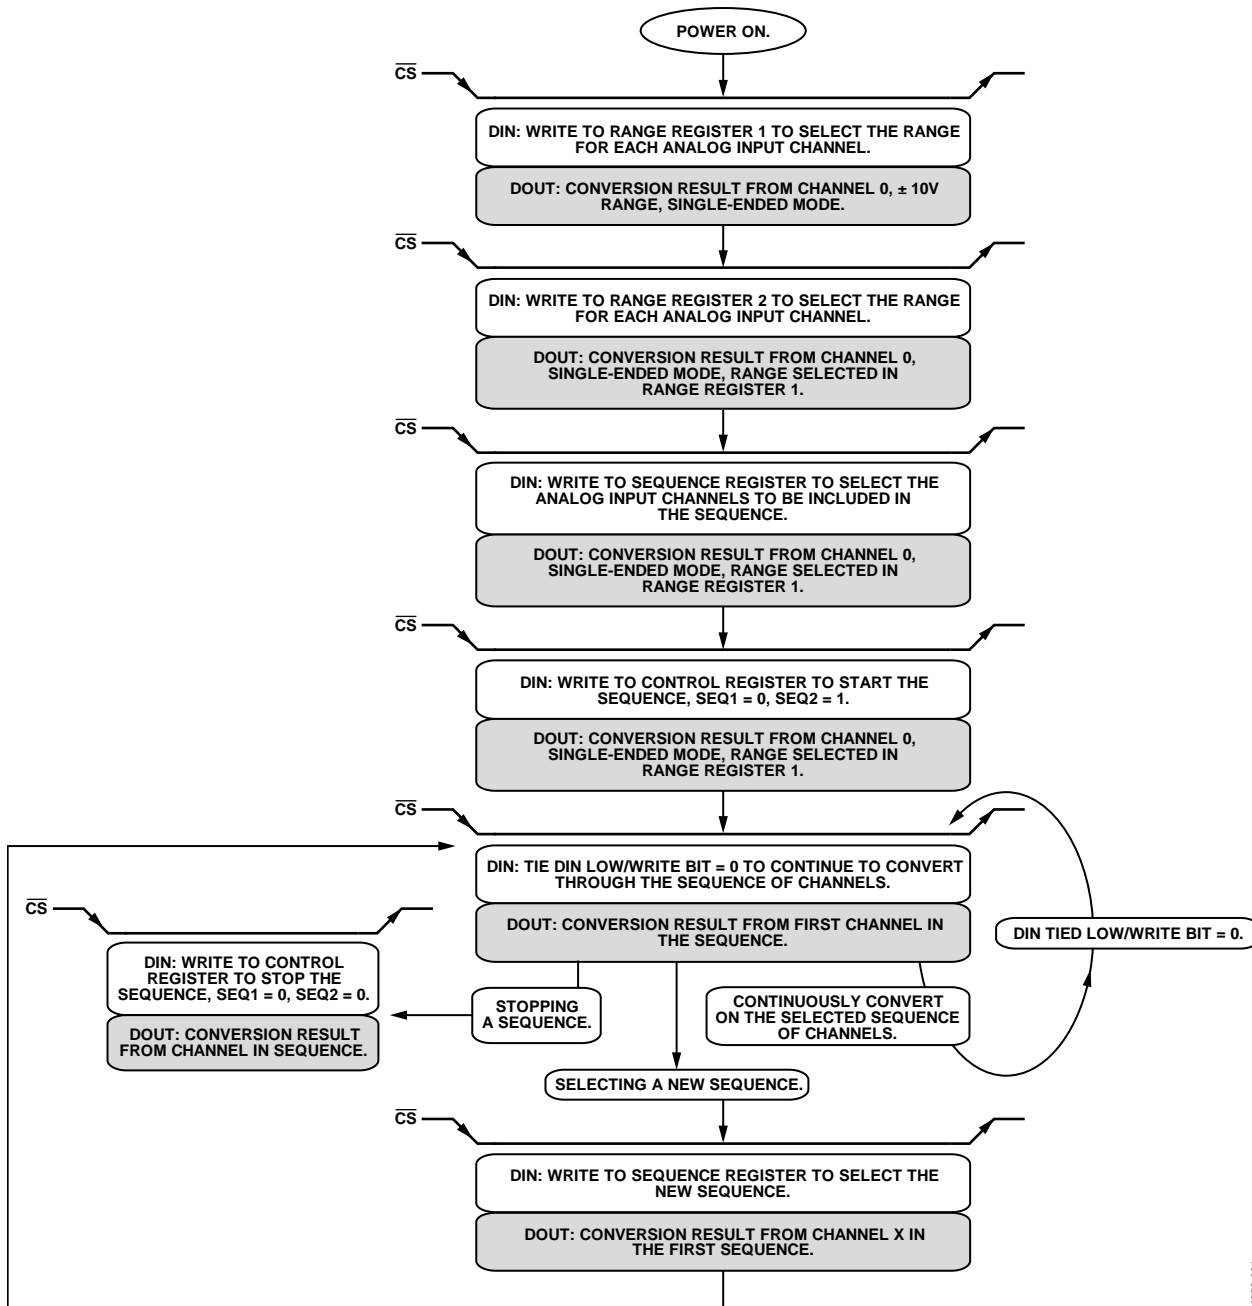 POWER ON.
CS
DIN: WRITE TO RANGE REGISTER 1 TO SELECT THE RANGE
FOR EACH ANALOG INPUT CHANNEL.
DOUT: CONVERSION RESULT FROM CHANNEL 0, ± 10V
RANGE, SINGLE-ENDED MODE.
CS
DIN: WRITE TO RANGE REGISTER 2 TO SELECT THE RANGE
FOR EACH ANALOG INPUT CHANNEL.
DOUT: CONVERSION RESULT FROM CHANNEL 0,
SINGLE-ENDED MODE, RANGE SELECTED IN
RANGE REGISTER 1.
CS
DIN: WRITE TO SEQUENCE REGISTER TO SELECT THE
ANALOG INPUT CHANNELS TO BE INCLUDED IN
THE SEQUENCE.
DOUT: CONVERSION RESULT FROM CHANNEL 0,
SINGLE-ENDED MODE, RANGE SELECTED IN
RANGE REGISTER 1.
CS
DIN: WRITE TO CONTROL REGISTER TO START THE
SEQUENCE, SEQ1 = 0, SEQ2 = 1.
DOUT: CONVERSION RESULT FROM CHANNEL 0,
SINGLE-ENDED MODE, RANGE SELECTED IN
RANGE REGISTER 1.
CS
DIN: TIE DIN LOW/WRITE BIT = 0 TO CONTINUE TO CONVERT
THROUGH THE SEQUENCE OF CHANNELS.
DOUT: CONVERSION RESULT FROM FIRST CHANNEL IN
THE SEQUENCE.
DIN TIED LOW/WRITE BIT = 0.
CS
DIN: WRITE TO CONTROL
REGISTER TO STOP THE
SEQUENCE, SEQ1 = 0, SEQ2 = 0.
DOUT: CONVERSION RESULT
FROM CHANNEL IN SEQUENCE.
STOPPING
A SEQUENCE.
CONTINUOUSLY CONVERT
ON THE SELECTED SEQUENCE
OF CHANNELS.
SELECTING A NEW SEQUENCE.
CS
DIN: WRITE TO SEQUENCE REGISTER TO SELECT THE
NEW SEQUENCE.
DOUT: CONVERSION RESULT FROM CHANNEL X IN
THE FIRST SEQUENCE.